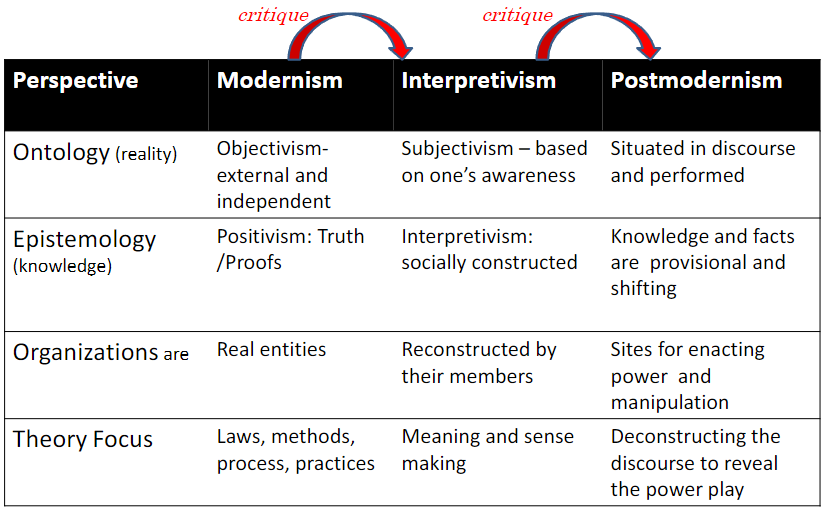 critique
critique
Perspective
Modernism
Interpretivism
Postmodernism
Ontology (reality)
Objectivism-
external and
independent
Subjectivism – based
on one's awareness
Situated in discourse
and performed
Epistemology
(knowledge)
Positivism: Truth
/Proofs
Interpretivism:
socially constructed
Knowledge and facts
are  provisional and
shifting
Organizations are
Real entities
Reconstructed by
their members
Sites for enacting
power  and
manipulation
Theory Focus
Laws, methods,
process, practices
Meaning and sense
making
Deconstructing the
discourse to reveal
the power play